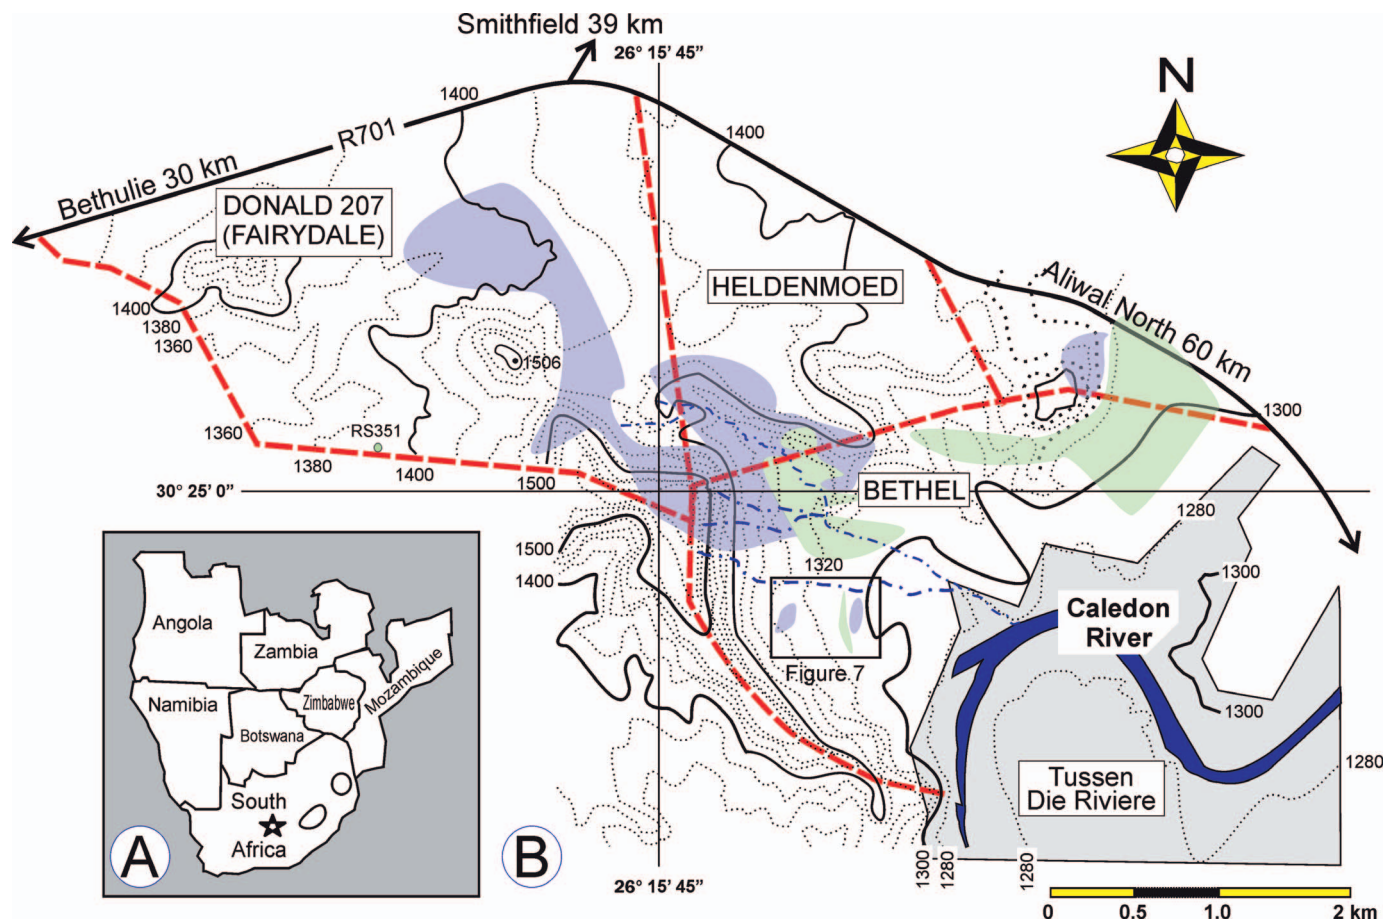 Smithfield 39 km
26° 15’ 45”
N
1400
R701
1400
Bethulie 30 km
DONALD 207
(FAIRYDALE)
HELDENMOED
Aliwal North 60 km
1400
1380
1360
1506
1300
1360
RS351
1380
1400
1500
30° 25’ 0”
BETHEL
1280
1500
1400
1320
1300
Caledon
River
Figure 7
1300
1280
Tussen
Die Riviere
Angola
Zambia
Mozambique
Zimbabwe
Namibia
Botswana
South
Africa
A
B
1300
1280
1280
26° 15’ 45”
0
0.5
1.0
2 km